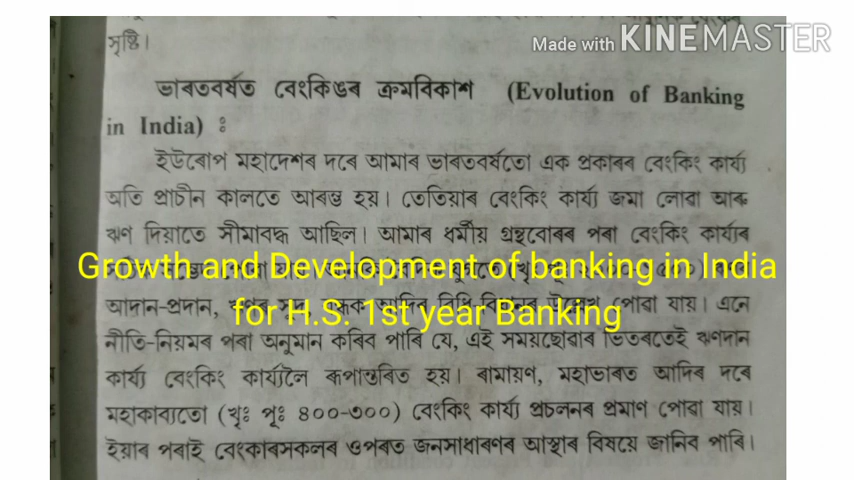 Made with KINEMASTER
সৃষ্টি।
ভাৰতবৰ্ষত বেংকিঙৰ ক্ৰমবিকাশ (Evolution of Banking
in India) ঃ
ইউৰোপ মহাদেশৰ দৰে আমাৰ ভাৰতবৰ্ষতো এক প্ৰকাৰৰ বেংকিং কাৰ্য্য
অতি প্ৰাচীন কালতে আৰম্ভ হয়। তেতিয়াৰ বেংকিং কাৰ্য্য জমা লোৱা আৰু
ঋণ দিয়াতে সীমাবদ্ধ আছিল। আমাৰ ধৰ্মীয় গ্ৰন্থবোৰৰ পৰা বেংকিং কাৰ্য্যৰ
Growth and Development of banking in India
for H.S. 1st year Banking
আদান-প্ৰদান, সুদ, আদিৰ পোৱা যায়। এনে
নীতি-নিয়মৰ পৰা অনুমান কৰিব পাৰি যে, এই সময়ছোৱাৰ ভিতৰতেই ঋণদান
কাৰ্য্য বেংকিং কাৰ্য্যলৈ ৰূপান্তৰিত হয়। ৰামায়ণ, মহাভাৰত আদিৰ দৰে
মহাকাব্যতো (খৃঃ পূঃ ৪০০-৩০০) বেংকিং কাৰ্য্য প্ৰচলনৰ প্ৰমাণ পোৱা যায়।
ইয়াৰ পৰাই বেংকাৰসকলৰ ওপৰত জনসাধাৰণৰ আস্থাৰ বিষয়ে জানিব পাৰি।